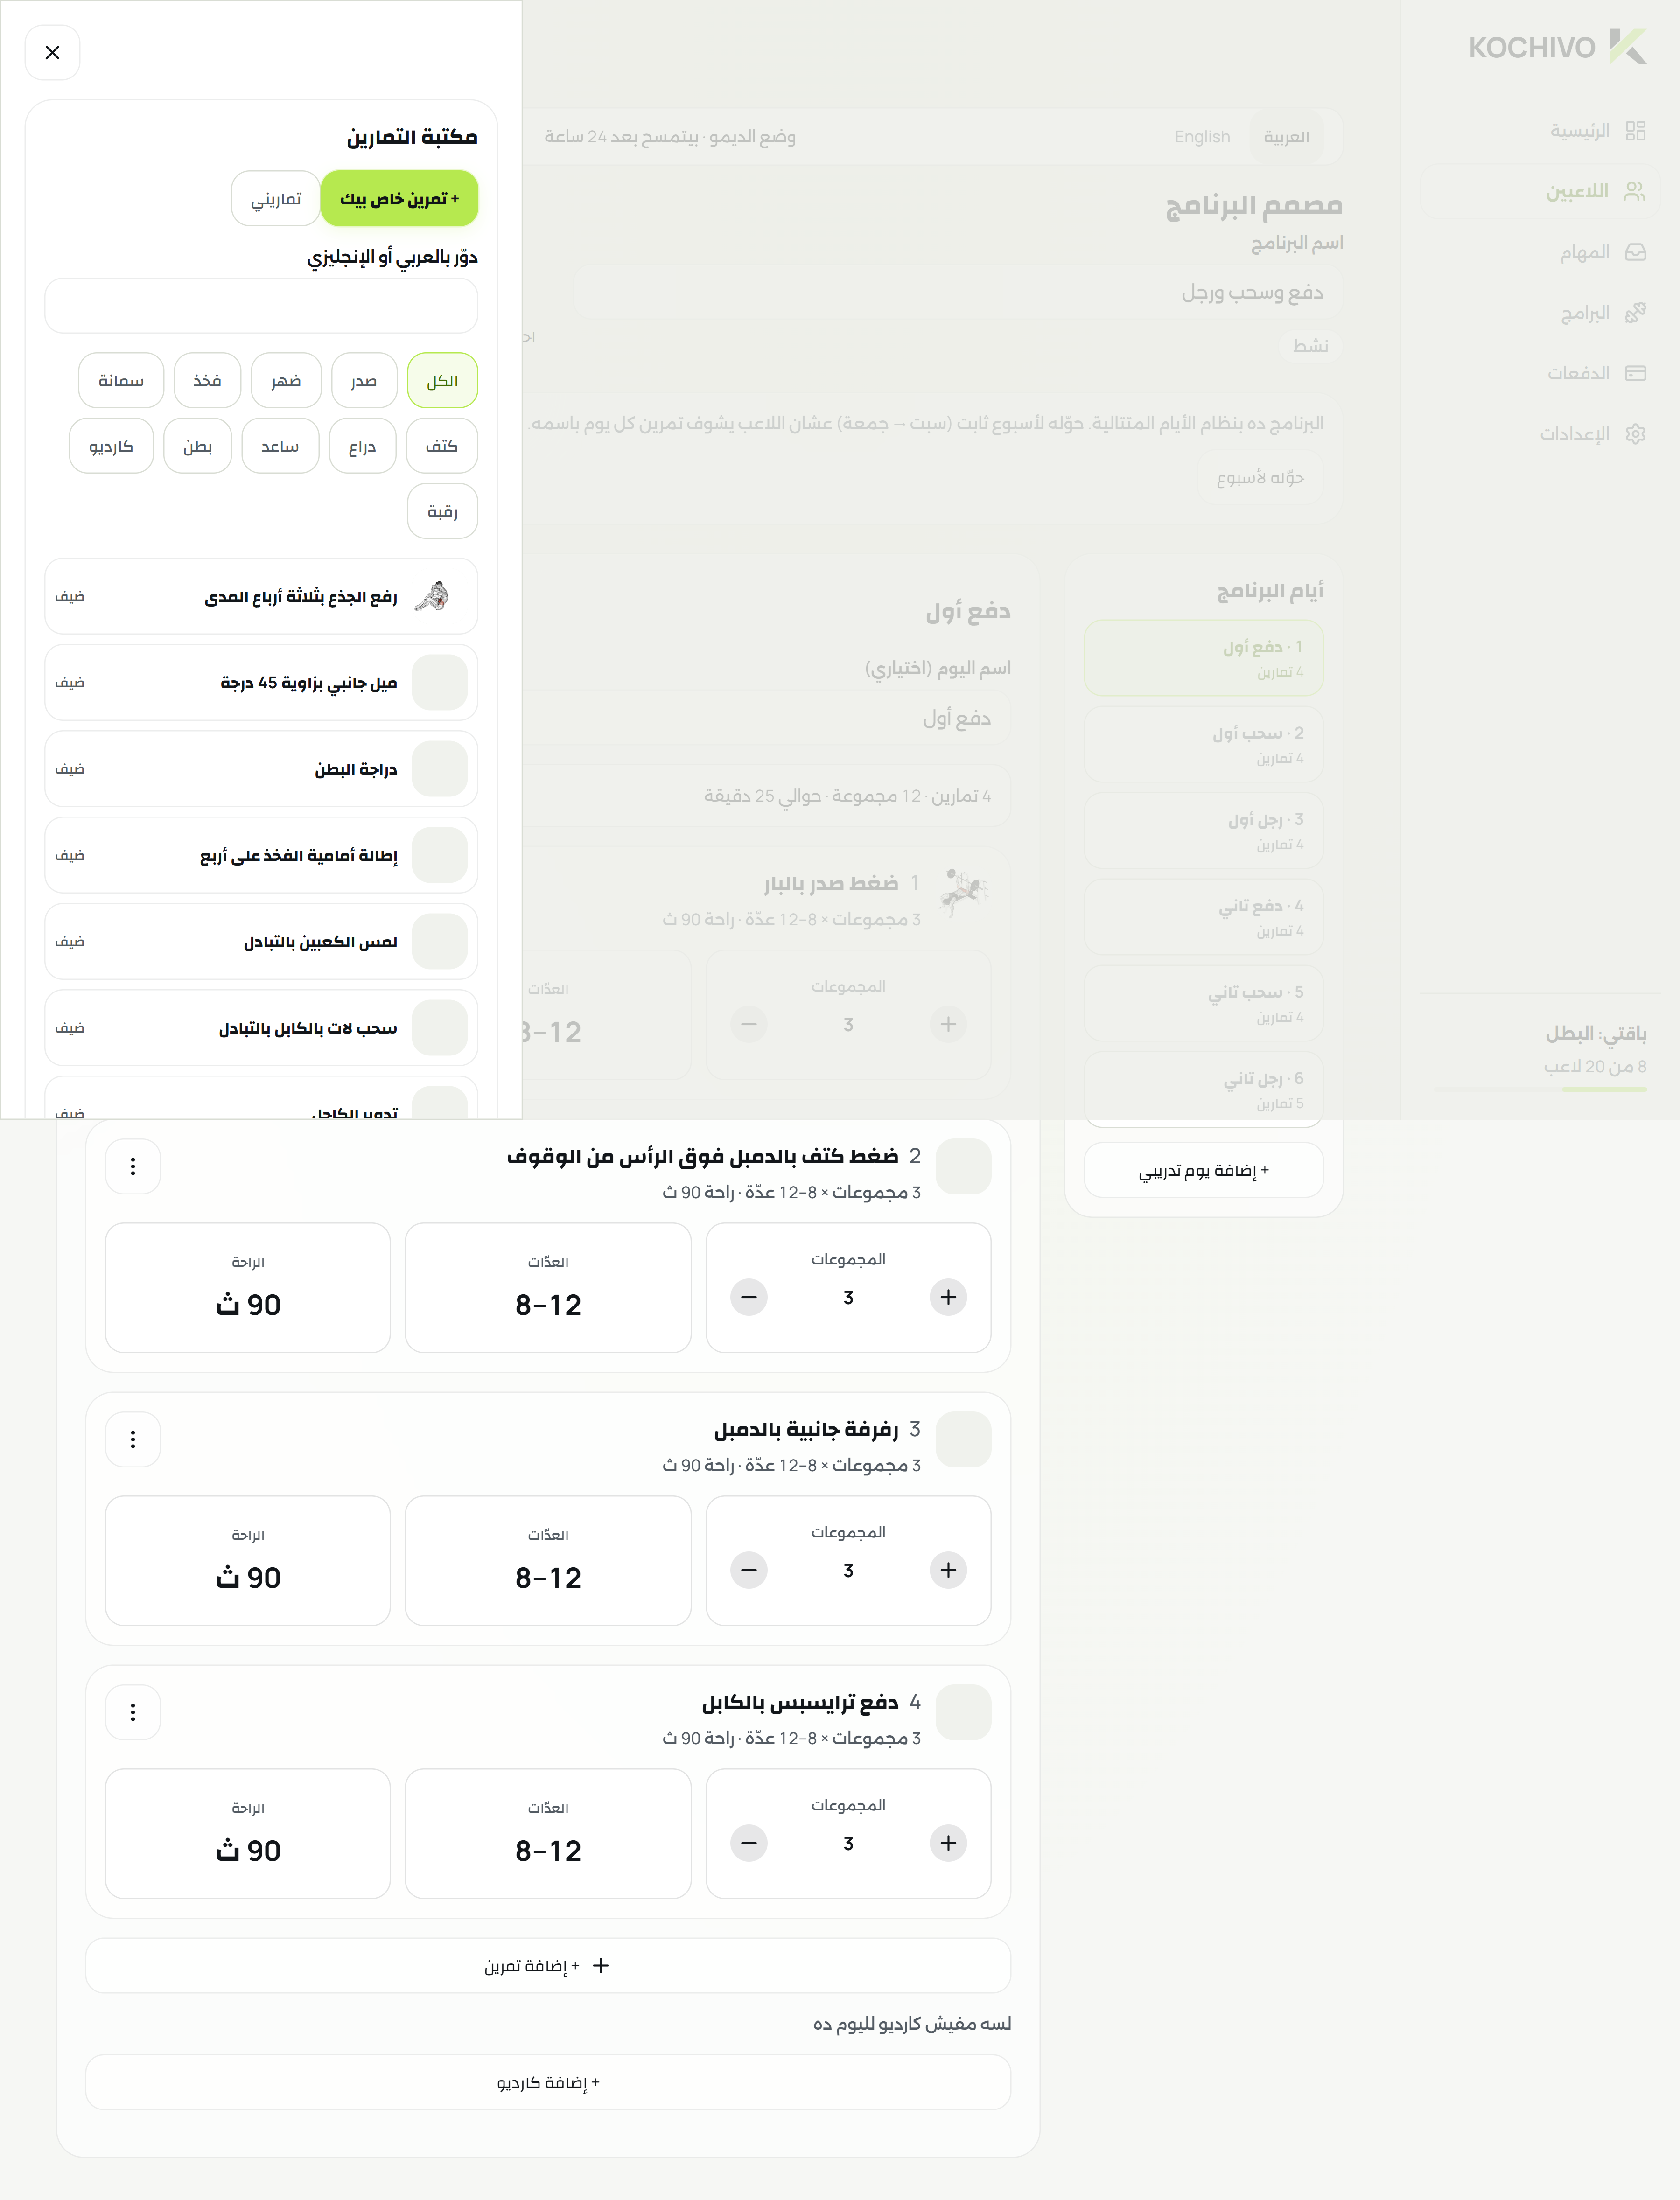 KOCHIVO
الرئيسية
اللاعبين
المهام
البرامج
الدفعات
الإعدادات
باقتي: البطل
8 من 20 لاعب
العربية
English
وضع الديمو · بيتمسح بعد 24 ساعة
مصمم البرنامج
اسم البرنامج
دفع وسحب ورجل
نشط
البرنامج ده بنظام الأيام المتتالية. حوّله لأسبوع ثابت (سبت → جمعة) عشان اللاعب يشوف تمرين كل يوم باسمه.
حوّله لأسبوع
أيام البرنامج
1 · دفع أول
4 تمارين
2 · سحب أول
4 تمارين
3 · رجل أول
4 تمارين
4 · دفع تاني
4 تمارين
5 · سحب تاني
4 تمارين
6 · رجل تاني
5 تمارين
+ إضافة يوم تدريبي
دفع أول
اسم اليوم (اختياري)
دفع أول
4 تمارين · 12 مجموعة · حوالي 25 دقيقة
1 ضغط صدر بالبار
3 مجموعات × 8–12 عدّة · راحة 90 ث
المجموعات
+ 3 −
العدّات
8–12
2 ضغط كتف بالدمبل فوق الرأس من الوقوف
3 مجموعات × 8–12 عدّة · راحة 90 ث
المجموعات
+ 3 −
العدّات
8–12
الراحة
90 ث
3 رفرفة جانبية بالدمبل
3 مجموعات × 8–12 عدّة · راحة 90 ث
المجموعات
+ 3 −
العدّات
8–12
الراحة
90 ث
4 دفع ترايسبس بالكابل
3 مجموعات × 8–12 عدّة · راحة 90 ث
المجموعات
+ 3 −
العدّات
8–12
الراحة
90 ث
+ إضافة تمرين
لسه مفيش كارديو لليوم ده
+ إضافة كارديو
مكتبة التمارين
+ تمرين خاص بيك
تماريني
دوّر بالعربي أو الإنجليزي
الكل
صدر
ضهر
فخذ
سمانة
كتف
دراع
ساعد
بطن
كارديو
رقبة
رفع الجذع بثلاثة أرباع المدى
ضيف
ميل جانبي بزاوية 45 درجة
ضيف
دراجة البطن
ضيف
إطالة أمامية الفخذ على أربع
ضيف
لمس الكعبين بالتبادل
ضيف
سحب لات بالكابل بالتبادل
ضيف
تدوير الكاحل
ضيف